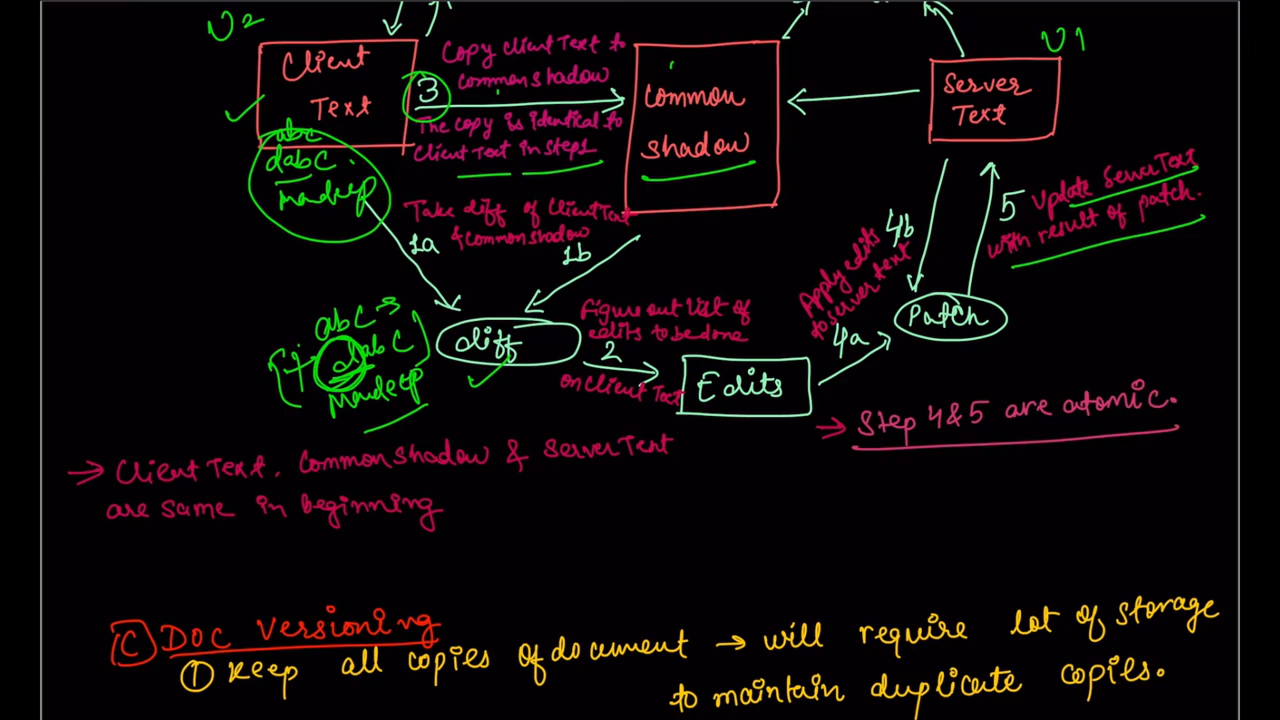 V2
V1
Client
Text
3
Copy client Text to
common shadow
The copy is identical to
Client Text in step1
Common
shadow
Server
Text
abc
dabc
mandeep
Take diff of Client Text
& Common shadow
1a
1b
4b
5 Update ServerText
with result of patch.
Apply edits
to server text
Patch
abc
+ dabc
Mandeep
diff
2
Figure out list of
edits to be done
on Client Text
Edits
4a
→ Step 4&5 are atomic.
→ Client Text, Common shadow & Server Text
are same in beginning
(C) Doc Versioning
① Keep all copies of document → will require lot of storage
to maintain duplicate copies.